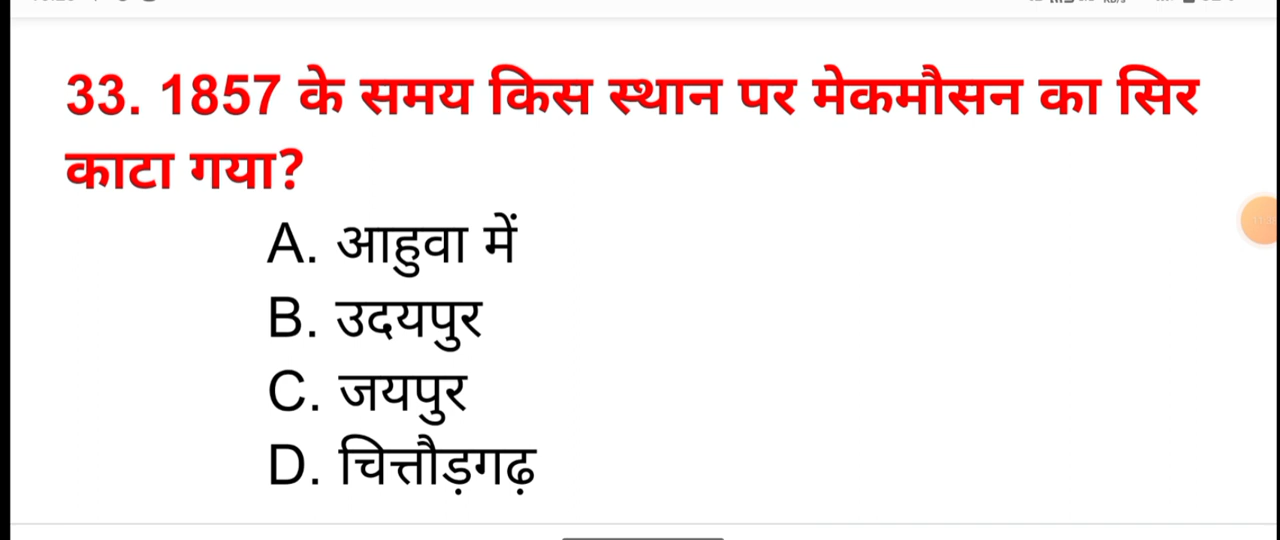 33. 1857 के समय किस स्थान पर मेकमौसन का सिर
काटा गया?
A. आहुवा में
B. उदयपुर
C. जयपुर
D. चित्तौड़गढ़